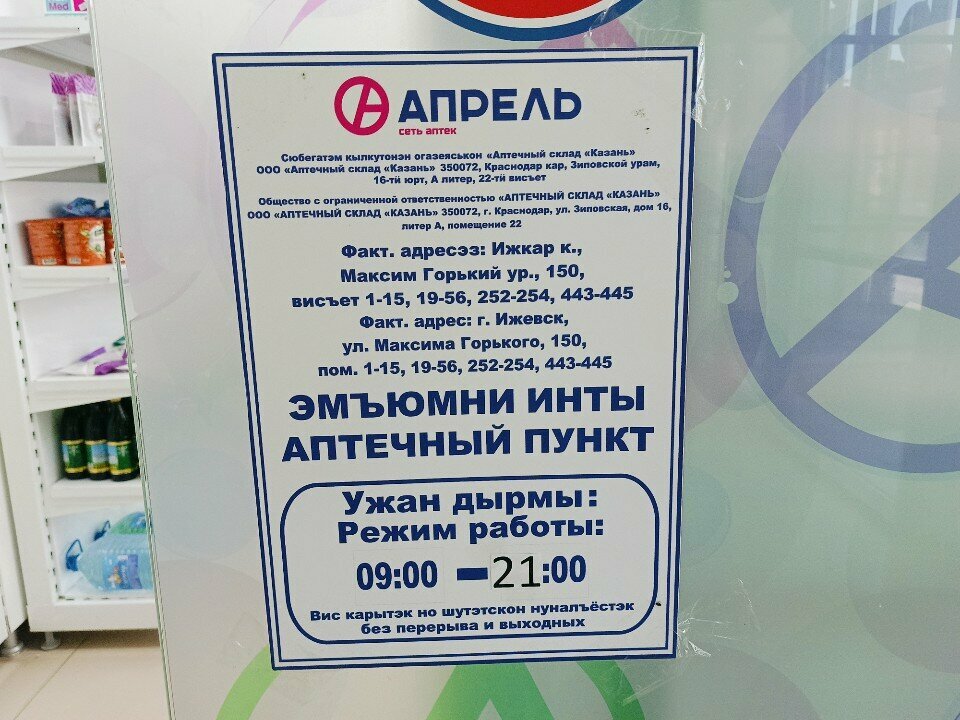 Med
АПРЕЛЬ
сеть аптек
Сюбегатэм кылкутонэн огазеяськон «Аптечный склад «Казань»
ООО «Аптечный склад «Казань» 350072, Краснодар кар, Зиповской урам,
16-тӥ юрт, А литер, 22-тӥ висъет
Общество с ограниченной ответственностью «АПТЕЧНЫЙ СКЛАД «КАЗАНЬ»
ООО «АПТЕЧНЫЙ СКЛАД «КАЗАНЬ» 350072, г. Краснодар, ул. Зиповская, дом 16,
литер А, помещение 22
Факт. адресэз: Ижкар к.,
Максим Горький ур., 150,
висъет 1-15, 19-56, 252-254, 443-445
Факт. адрес: г. Ижевск,
ул. Максима Горького, 150,
пом. 1-15, 19-56, 252-254, 443-445
ЭМЪЮМНИ ИНТЫ
АПТЕЧНЫЙ ПУНКТ
Ужан дырмы:
Режим работы:
09:00 – 21:00
Вис карытэк но шутэтскон нуналъёстэк
без перерыва и выходных